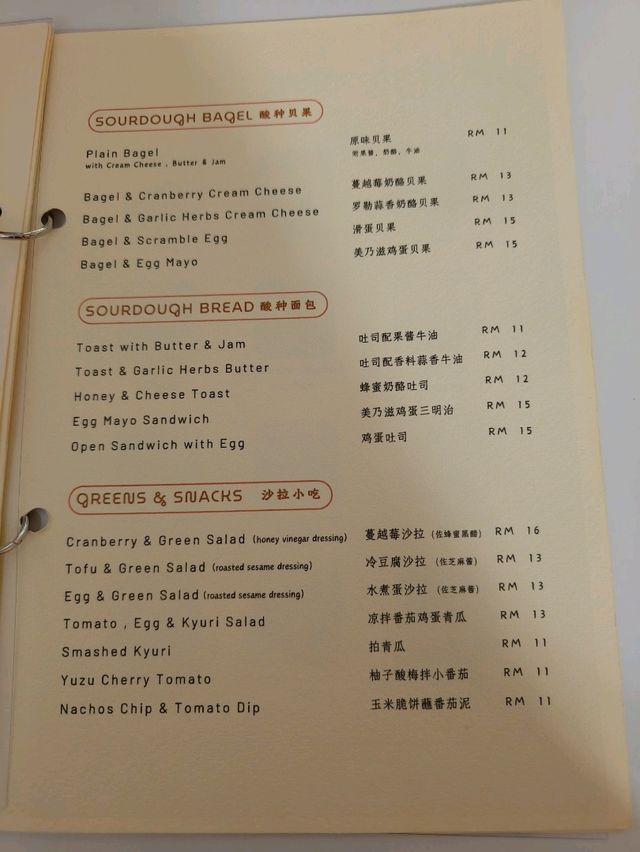 SOURDOUGH BAGEL 酸种贝果
Plain Bagel 原味贝果 RM 11
with Cream Cheese , Butter & Jam 附果酱、奶酪、牛油
Bagel & Cranberry Cream Cheese 蔓越莓奶酪贝果 RM 13
Bagel & Garlic Herbs Cream Cheese 罗勒蒜香奶酪贝果 RM 13
Bagel & Scramble Egg 滑蛋贝果 RM 15
Bagel & Egg Mayo 美乃滋鸡蛋贝果 RM 15
SOURDOUGH BREAD 酸种面包
Toast with Butter & Jam 吐司配果酱牛油 RM 11
Toast & Garlic Herbs Butter 吐司配香料蒜香牛油 RM 12
Honey & Cheese Toast 蜂蜜奶酪吐司 RM 12
Egg Mayo Sandwich 美乃滋鸡蛋三明治 RM 15
Open Sandwich with Egg 鸡蛋吐司 RM 15
GREENS & SNACKS 沙拉小吃
Cranberry & Green Salad (honey vinegar dressing) 蔓越莓沙拉 (佐蜂蜜黑醋) RM 16
Tofu & Green Salad (roasted sesame dressing) 冷豆腐沙拉 (佐芝麻酱) RM 13
Egg & Green Salad (roasted sesame dressing) 水煮蛋沙拉 (佐芝麻酱) RM 13
Tomato , Egg & Kyuri Salad 凉拌番茄鸡蛋青瓜 RM 13
Smashed Kyuri 拍青瓜 RM 11
Yuzu Cherry Tomato 柚子酸梅拌小番茄 RM 11
Nachos Chip & Tomato Dip 玉米脆饼蘸番茄泥 RM 11